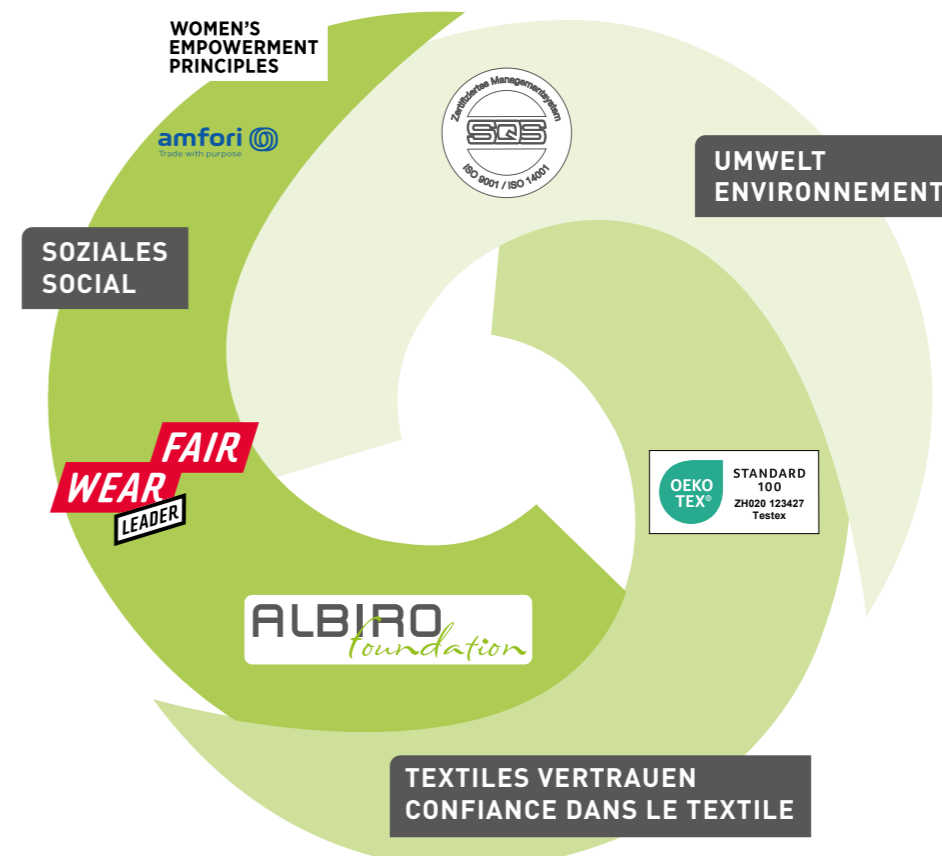 WOMEN'S
EMPOWERMENT
PRINCIPLES
amfori
Trade with purpose
Zertifiziertes Managementsystem
SQS
ISO 9001 / ISO 14001
UMWELT
ENVIRONNEMENT
SOZIALES
SOCIAL
FAIR
WEAR
LEADER
OEKO
TEX®
STANDARD
100
ZH020 123427
Testex
ALBIRO
foundation
TEXTILES VERTRAUEN
CONFIANCE DANS LE TEXTILE